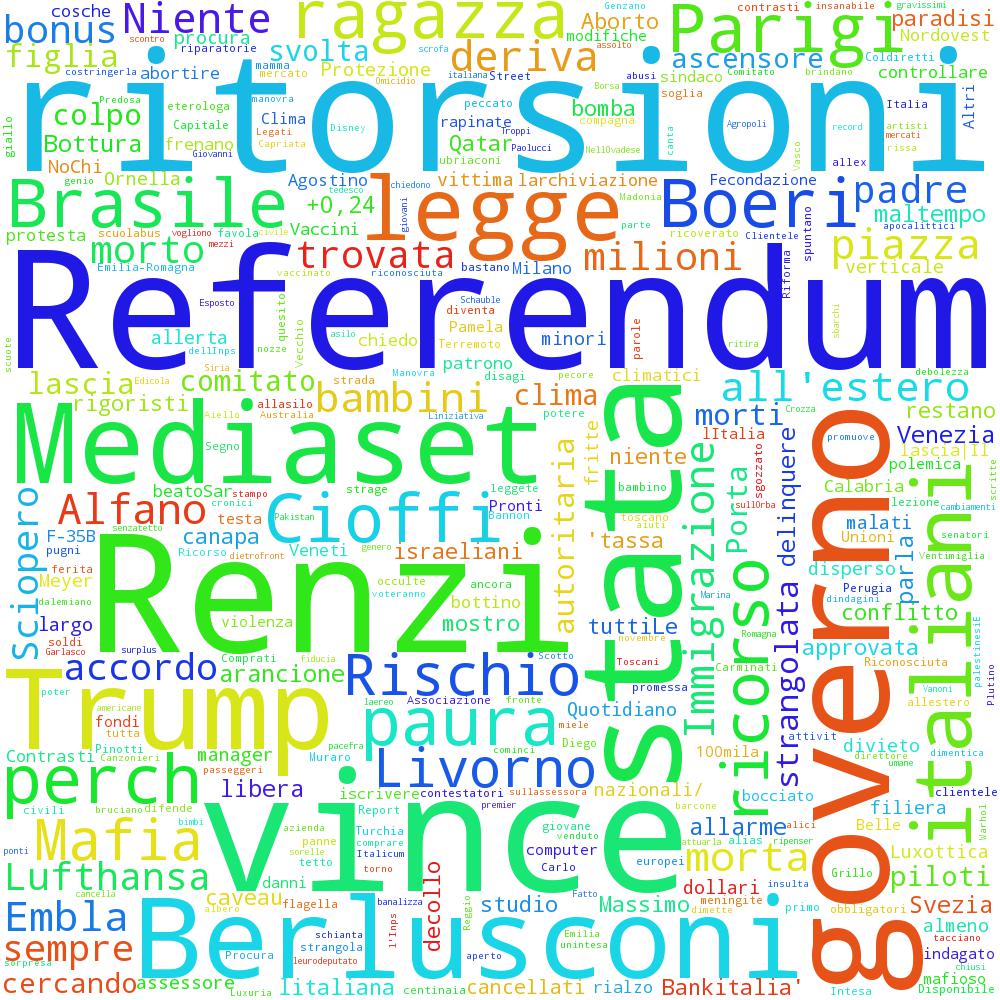 bonus
Niente
cosche
ragazza
Aborto
modifiche
Parigi
contrasti
insanabile
gravissimi
paradisi
Nordovest
figlia
procura
riparatorie
svolta
deriva
scontro
scrofa
assolto
Genzano
ascensore
Coldiretti
controllare
costringerla
abortire
mamma
mercato
Protezione
Omicidio
italiana
Street
abusi
sindaco
Comitato
brindano
soglia
Borsa
ritorsioni
giallo
colpo
Predosa
eterologa
manovra
Clima
Disney
peccato
rapinate
bomba
compagna
Agropoli
record
Italia
artisti
mercati
rissa
Altri
Bottura
Capitale
frenano
Legati
Capriata
Giovanni
Qatar
Troppi
Paolucci
ubriaconi
NellOvadese
canta
Vasco
allex
NoChi
Ornella
genio
Agostino
tedesco
chiedono
vittima
larchiviazione
Madonia
Fecondazione
padre
Brasile
scuolabus
favola
+0,24
Vaccini
giovani
legge
parte
ricoverato
Boeri
Clientele
spuntano
apocalittici
maltempo
protesta
vogliono
mezzi
civile
morto
trovata
milioni
piazza
verticale
Emilia-Romagna
vaccinato
riconosciuta
bastano
Milano
Riforma
sbarchi
Referendum
Esposto
quesito
Schauble
diventa
Pamela
Terremoto
minori
parole
ritira
scuote
allerta
dellInps
nozze
Vecchio
asilo
chiedo
patrono
disagi
pecore
climatici
debolezza
lascia
Edicola
comitato
Siria
strada
Manovra
all'estero
rigoristi
allasilo
bambini
clima
potere
Crozza
morti
restano
Aiello
Australia
Liniziativa
Mediaset
Segno
lItalia
promuove
Venezia
lascia|Il
autoritaria
fritte
niente
statuto
Immigrazione
Porta
sgozzato
delinquere
governo
polemica
Calabria
lezione
scritte
cambiamenti
senatori
Sciopero
beatoSar
stampo
cronici
strage
leggete
Pronti
Bannon
bambino
sullOrba
Alfano
testa
Pakistan
Cioffi
toscano
aiuti
malati
Unioni
Ventimiglia
F-35B
pugni
senzatetto
canapa
Ricorso
dietrofront
Veneti
genero
israeliani
'tassa
parla
disperso
ferita
Meyer
Renzi
occulte
voteranno
ancora
bottino
Marina
Perugia
dindagini
conflitto
italiani
dalemiano
largo
violenza
mostro
tuttiLe
novembre
Romagna
approvata
palestinesiE
soldi
Garlasco
surplus
Comprati
fiducia
Scotto
Toscani
Carminati
ricorso
strangolata
Riconosciuta
Vanoni
allestero
Plutino
accordo
arancione
Rischio
promessa
poter
Trump
americane
laereo
Associazione
fronte
Quotidiano
fondi
tutta
paura
miele
Diego
attivit
divieto
direttore
dimentica
umane
Contrasti
Pinotti
Canzonieri
manager
passeggeri
pacefra
Muraro
cominci
100mila
perch
libera
Livorno
nazionali/
bocciato
filiera
clientele
civili
bruciano
difende
iscrivere
contestatori
sullassessora
premier
barcone
Mafia
bimbi
azienda
panne
sorelle
tetto
Report
Turchia
comprare
Italicum
torno
vince
giovane
venduto
computer
Carlo
europei
attuarla
allarme
alias
alici
ripenser
Belle
Warhol
Luxottica
ponti
Lufthansa
cancella
danni
morta
Grillo
piloti
caveau
albero
flagella
decollo
banalizza
dollari
meningite
dimette
insulta
primo
obbligatori
Svezia
Embla
l'Inps
Reggio
studio
Fatto
Massimo
almeno
tacciano
sempre
schianta
strangola
leurodeputato
Berlusconi
Emilia
unintesa
indagato
chiusi
sorpresa
Procura
aperto
mafioso
cercando
assessore
Luxuria
litaliana
centinaia
cancellati
rialzo
Bankitalia'
Intesa
Disponibile